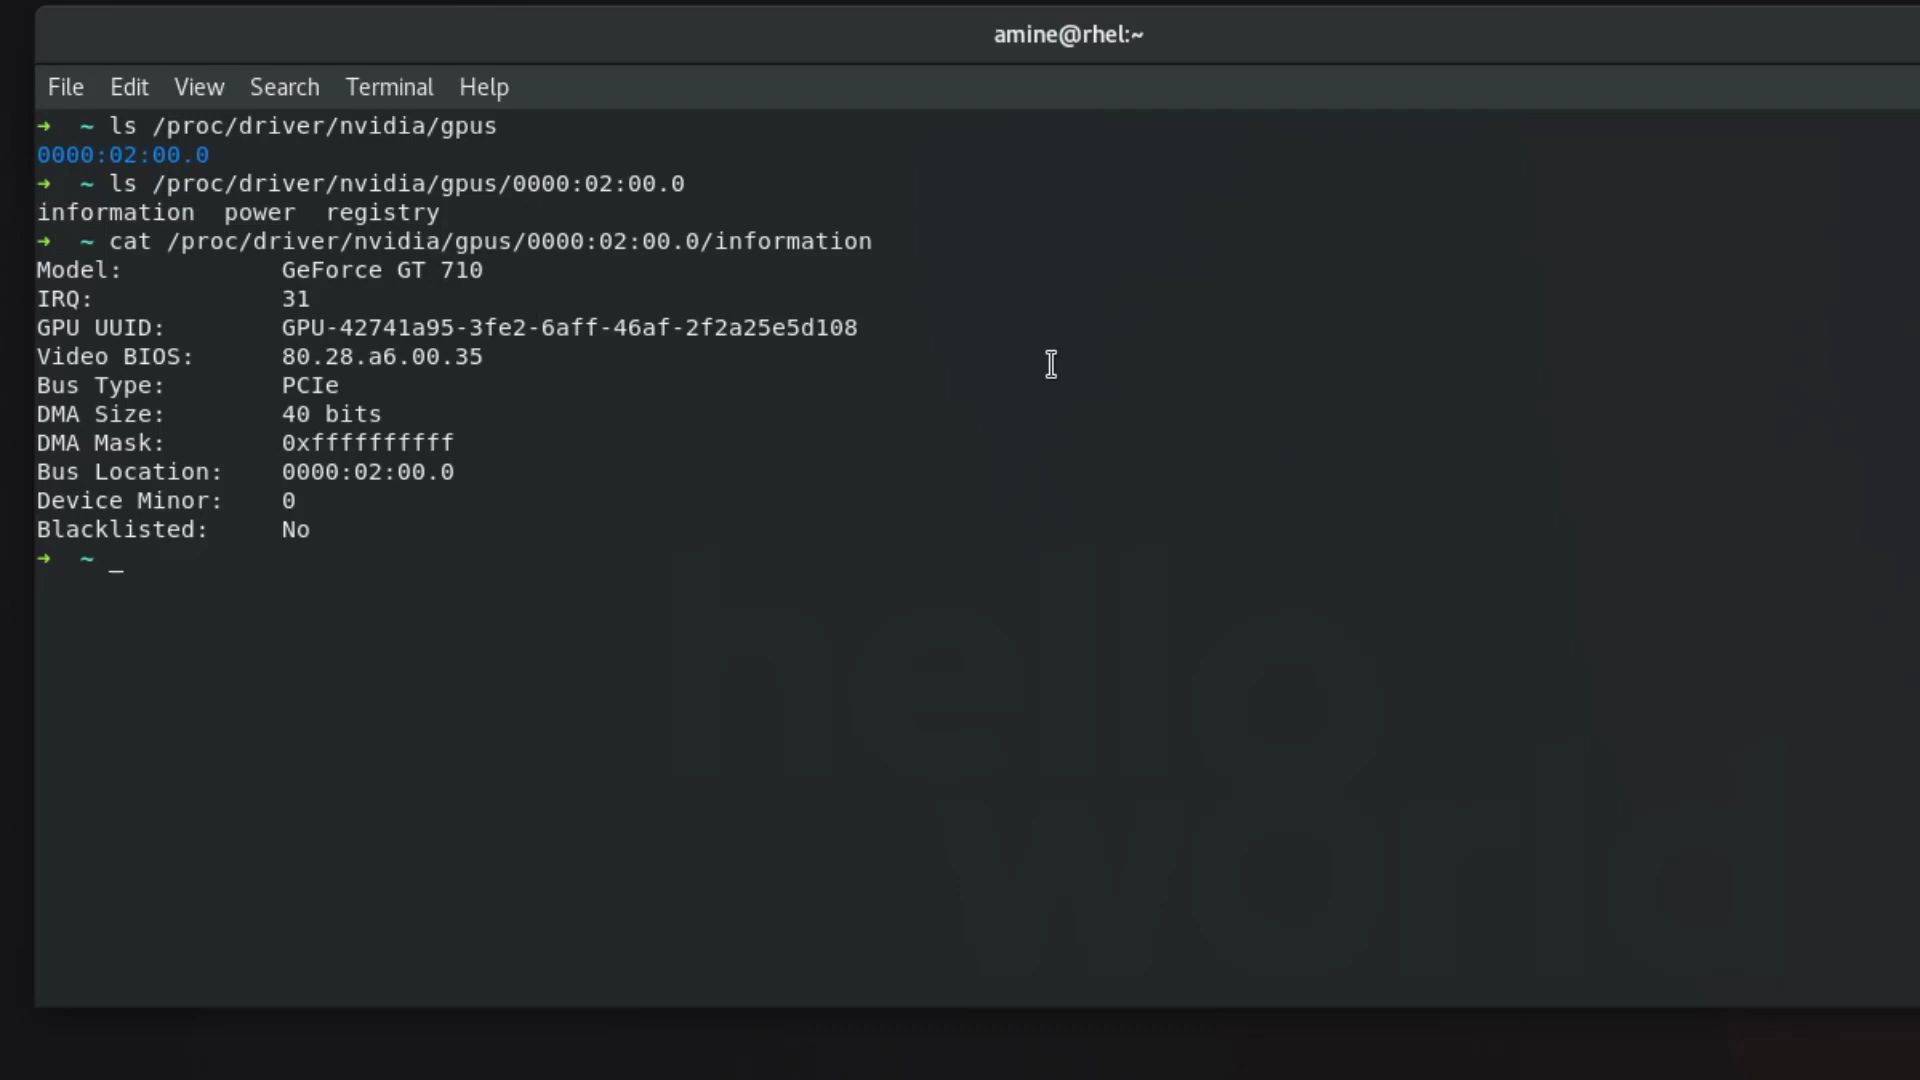 amine@rhel:~
File Edit View Search Terminal Help
➜ ~ ls /proc/driver/nvidia/gpus
0000:02:00.0
➜ ~ ls /proc/driver/nvidia/gpus/0000:02:00.0
information power registry
➜ ~ cat /proc/driver/nvidia/gpus/0000:02:00.0/information
Model: GeForce GT 710
IRQ: 31
GPU UUID: GPU-42741a95-3fe2-6aff-46af-2f2a25e5d108
Video BIOS: 80.28.a6.00.35
Bus Type: PCIe
DMA Size: 40 bits
DMA Mask: 0xffffffffff
Bus Location: 0000:02:00.0
Device Minor: 0
Blacklisted: No
➜ ~ _
hello
world